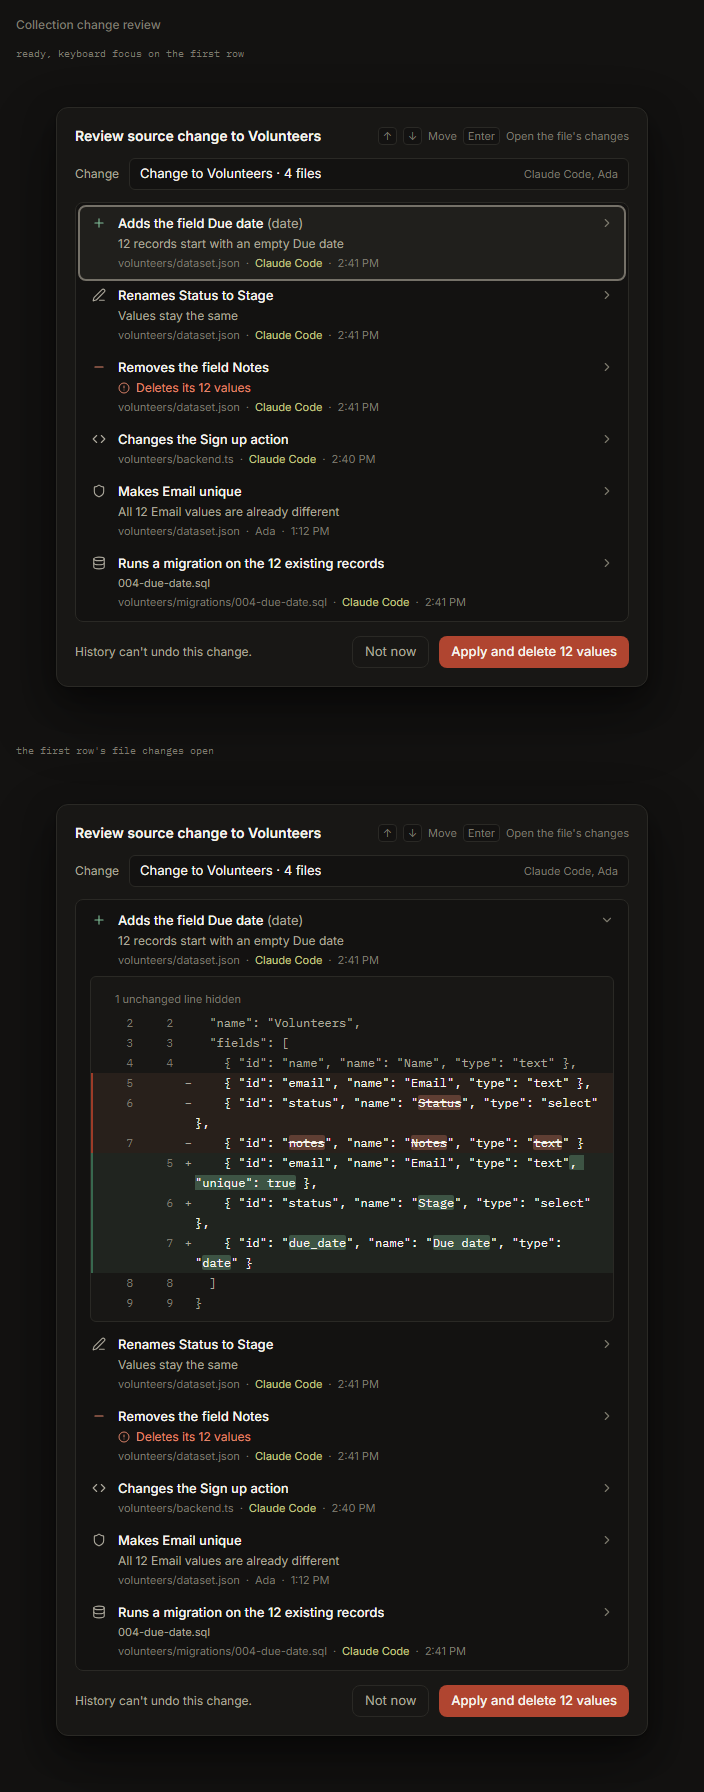 Collection change review
ready, keyboard focus on the first row
Review source change to Volunteers ↑ ↓ Move Enter Open the file's changes
Change Change to Volunteers · 4 files Claude Code, Ada
Adds the field Due date (date)
12 records start with an empty Due date
volunteers/dataset.json · Claude Code · 2:41 PM
Renames Status to Stage
Values stay the same
volunteers/dataset.json · Claude Code · 2:41 PM
Removes the field Notes
Deletes its 12 values
volunteers/dataset.json · Claude Code · 2:41 PM
Changes the Sign up action
volunteers/backend.ts · Claude Code · 2:40 PM
Makes Email unique
All 12 Email values are already different
volunteers/dataset.json · Ada · 1:12 PM
Runs a migration on the 12 existing records
004-due-date.sql
volunteers/migrations/004-due-date.sql · Claude Code · 2:41 PM
History can't undo this change. Not now Apply and delete 12 values
the first row's file changes open
Review source change to Volunteers ↑ ↓ Move Enter Open the file's changes
Change Change to Volunteers · 4 files Claude Code, Ada
Adds the field Due date (date)
12 records start with an empty Due date
volunteers/dataset.json · Claude Code · 2:41 PM
1 unchanged line hidden
2 2 "name": "Volunteers",
3 3 "fields": [
4 4 { "id": "name", "name": "Name", "type": "text" },
5 − { "id": "email", "name": "Email", "type": "text" },
6 − { "id": "status", "name": "Status", "type": "select"
},
7 − { "id": "notes", "name": "Notes", "type": "text" }
5 + { "id": "email", "name": "Email", "type": "text",
"unique": true },
6 + { "id": "status", "name": "Stage", "type": "select"
},
7 + { "id": "due_date", "name": "Due date", "type":
"date" }
8 8 ]
9 9 }
Renames Status to Stage
Values stay the same
volunteers/dataset.json · Claude Code · 2:41 PM
Removes the field Notes
Deletes its 12 values
volunteers/dataset.json · Claude Code · 2:41 PM
Changes the Sign up action
volunteers/backend.ts · Claude Code · 2:40 PM
Makes Email unique
All 12 Email values are already different
volunteers/dataset.json · Ada · 1:12 PM
Runs a migration on the 12 existing records
004-due-date.sql
volunteers/migrations/004-due-date.sql · Claude Code · 2:41 PM
History can't undo this change. Not now Apply and delete 12 values